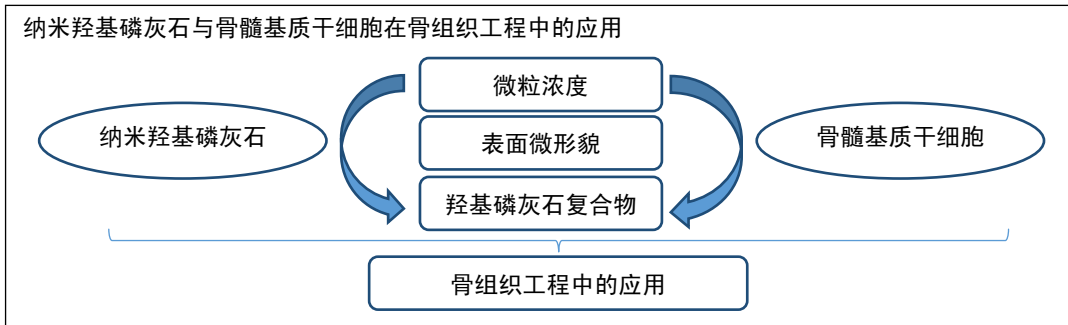 纳米羟基磷灰石与骨髓基质干细胞在骨组织工程中的应用
微粒浓度
纳米羟基磷灰石
表面微形貌
骨髓基质干细胞
羟基磷灰石复合物
骨组织工程中的应用